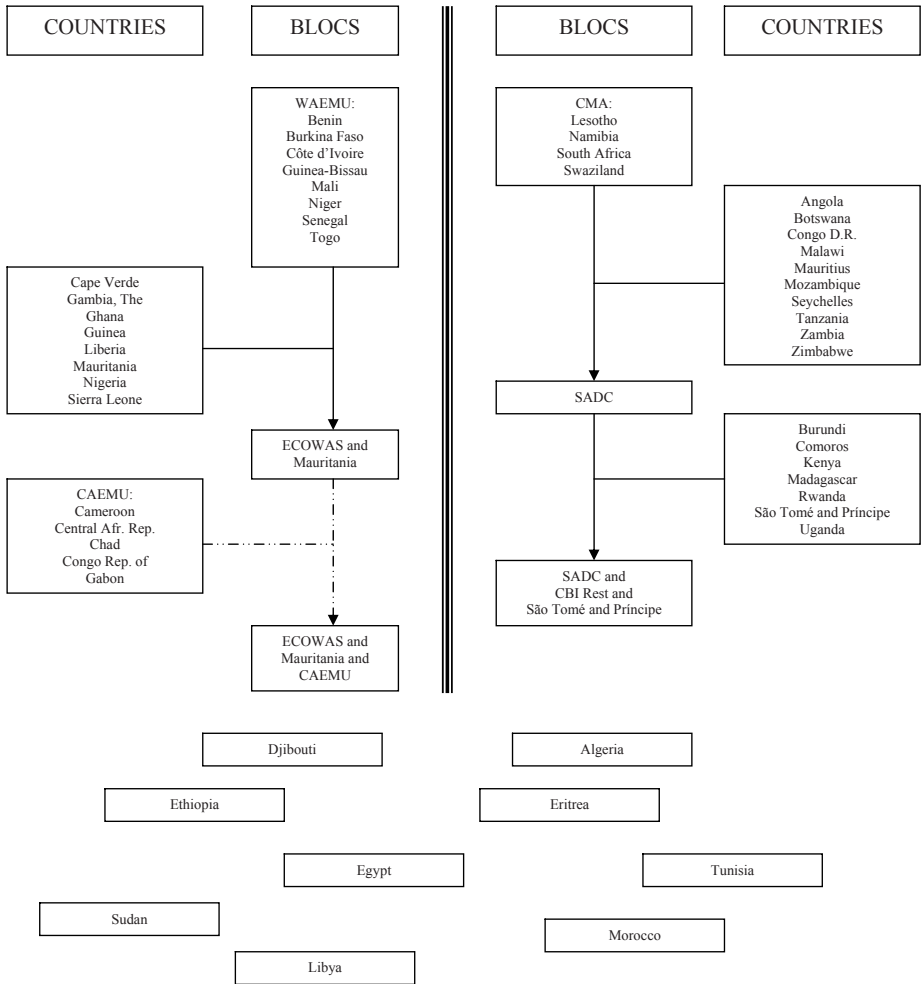 COUNTRIES
BLOCS
BLOCS
COUNTRIES
WAEMU:
Benin
Burkina Faso
Côte d'Ivoire
Guinea-Bissau
Mali
Niger
Senegal
Togo
Cape Verde
Gambia, The
Ghana
Guinea
Liberia
Mauritania
Nigeria
Sierra Leone
ECOWAS and
Mauritania
CAEMU:
Cameroon
Central Afr. Rep.
Chad
Congo Rep. of
Gabon
ECOWAS and
Mauritania and
CAEMU
CMA:
Lesotho
Namibia
South Africa
Swaziland
Angola
Botswana
Congo D.R.
Malawi
Mauritius
Mozambique
Seychelles
Tanzania
Zambia
Zimbabwe
SADC
Burundi
Comoros
Kenya
Madagascar
Rwanda
São Tomé and Príncipe
Uganda
SADC and
CBI Rest and
São Tomé and Príncipe
Djibouti
Algeria
Ethiopia
Eritrea
Egypt
Tunisia
Sudan
Morocco
Libya